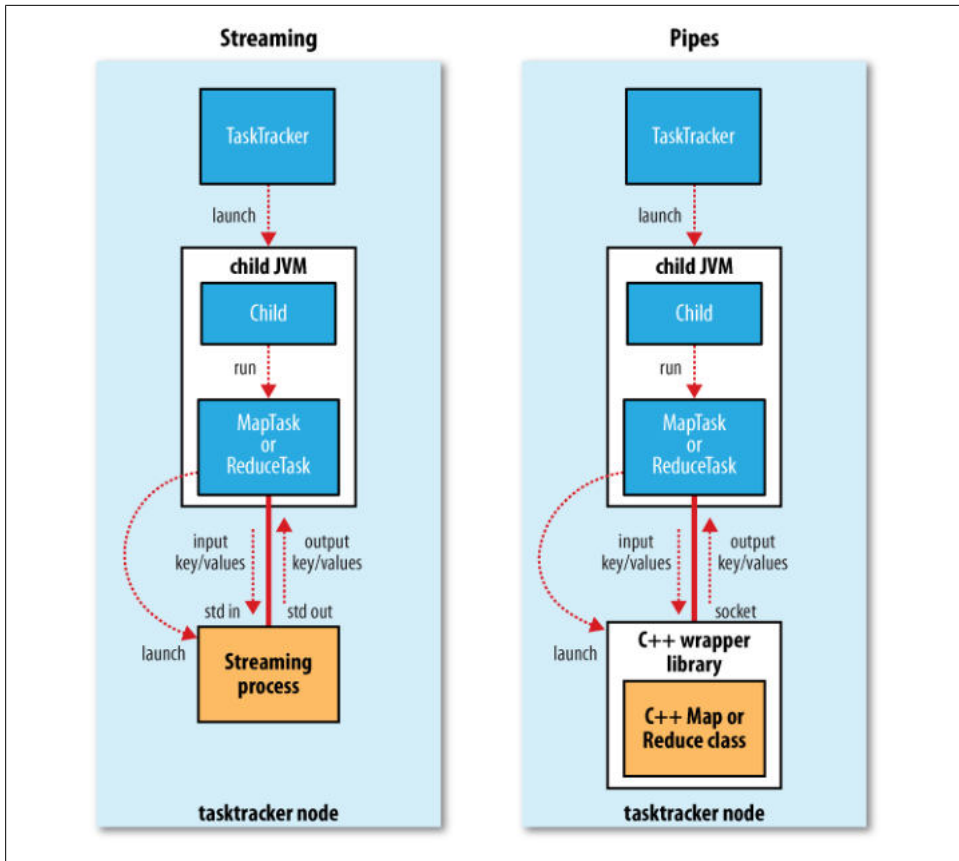 Streaming
TaskTracker
launch
child JVM
Child
run
MapTask
or
ReduceTask
input
key/values
output
key/values
std in
std out
launch
Streaming
process
tasktracker node
Pipes
TaskTracker
launch
child JVM
Child
run
MapTask
or
ReduceTask
input
key/values
output
key/values
socket
launch
C++ wrapper
library
C++ Map or
Reduce class
tasktracker node